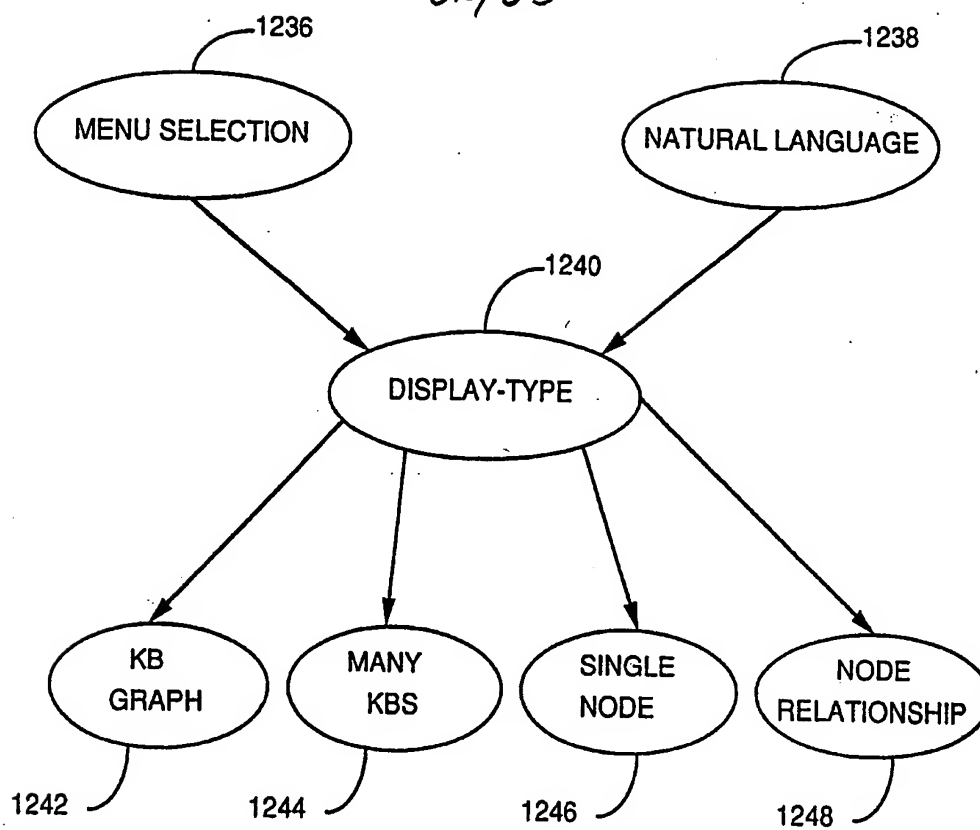 1236
1238
MENU SELECTION
NATURAL LANGUAGE
1240
DISPLAY-TYPE
KB
GRAPH
MANY
KBS
SINGLE
NODE
NODE
RELATIONSHIP
1242
1244
1246
1248